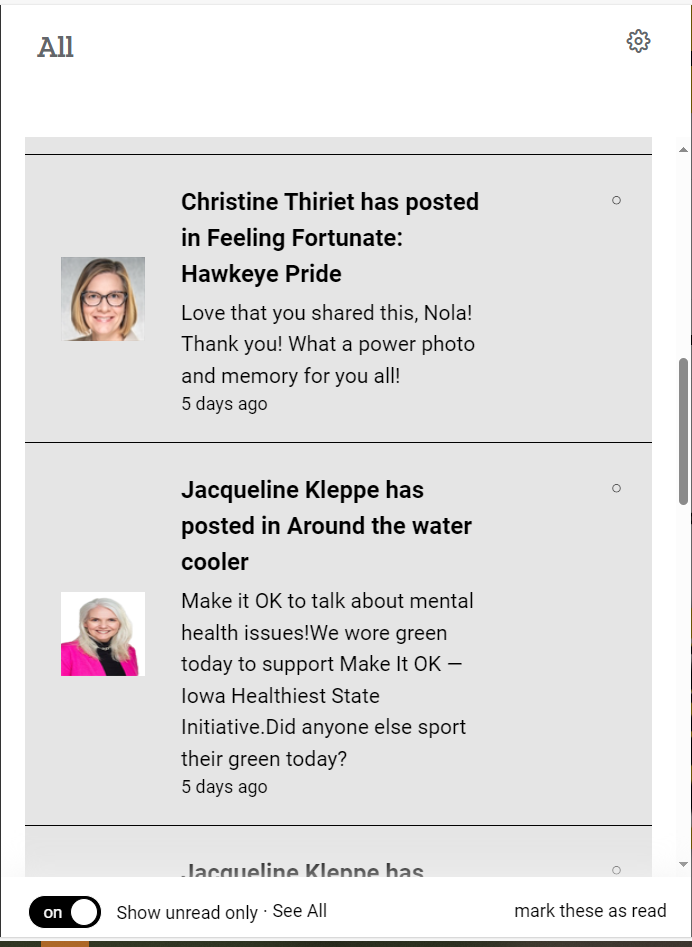 All
Christine Thiriet has posted
in Feeling Fortunate:
Hawkeye Pride
Love that you shared this, Nola!
Thank you! What a power photo
and memory for you all!
5 days ago
Jacqueline Kleppe has
posted in Around the water
cooler
Make it OK to talk about mental
health issues!We wore green
today to support Make It OK –
Iowa Healthiest State
Initiative.Did anyone else sport
their green today?
5 days ago
Jacqueline Kleppe has
on Show unread only · See All mark these as read